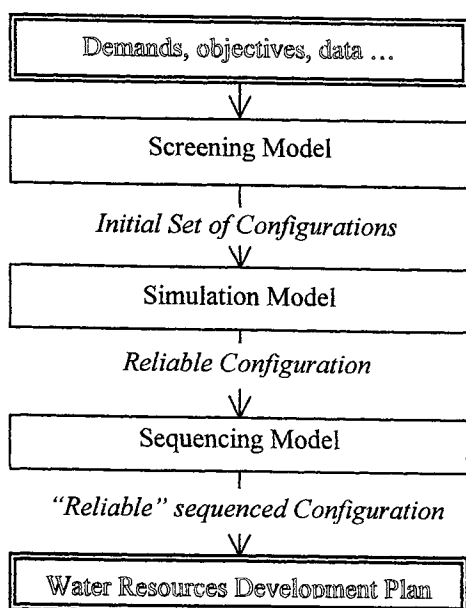 Demands, objectives, data ...
Screening Model
Initial Set of Configurations
Simulation Model
Reliable Configuration
Sequencing Model
“Reliable” sequenced Configuration
Water Resources Development Plan